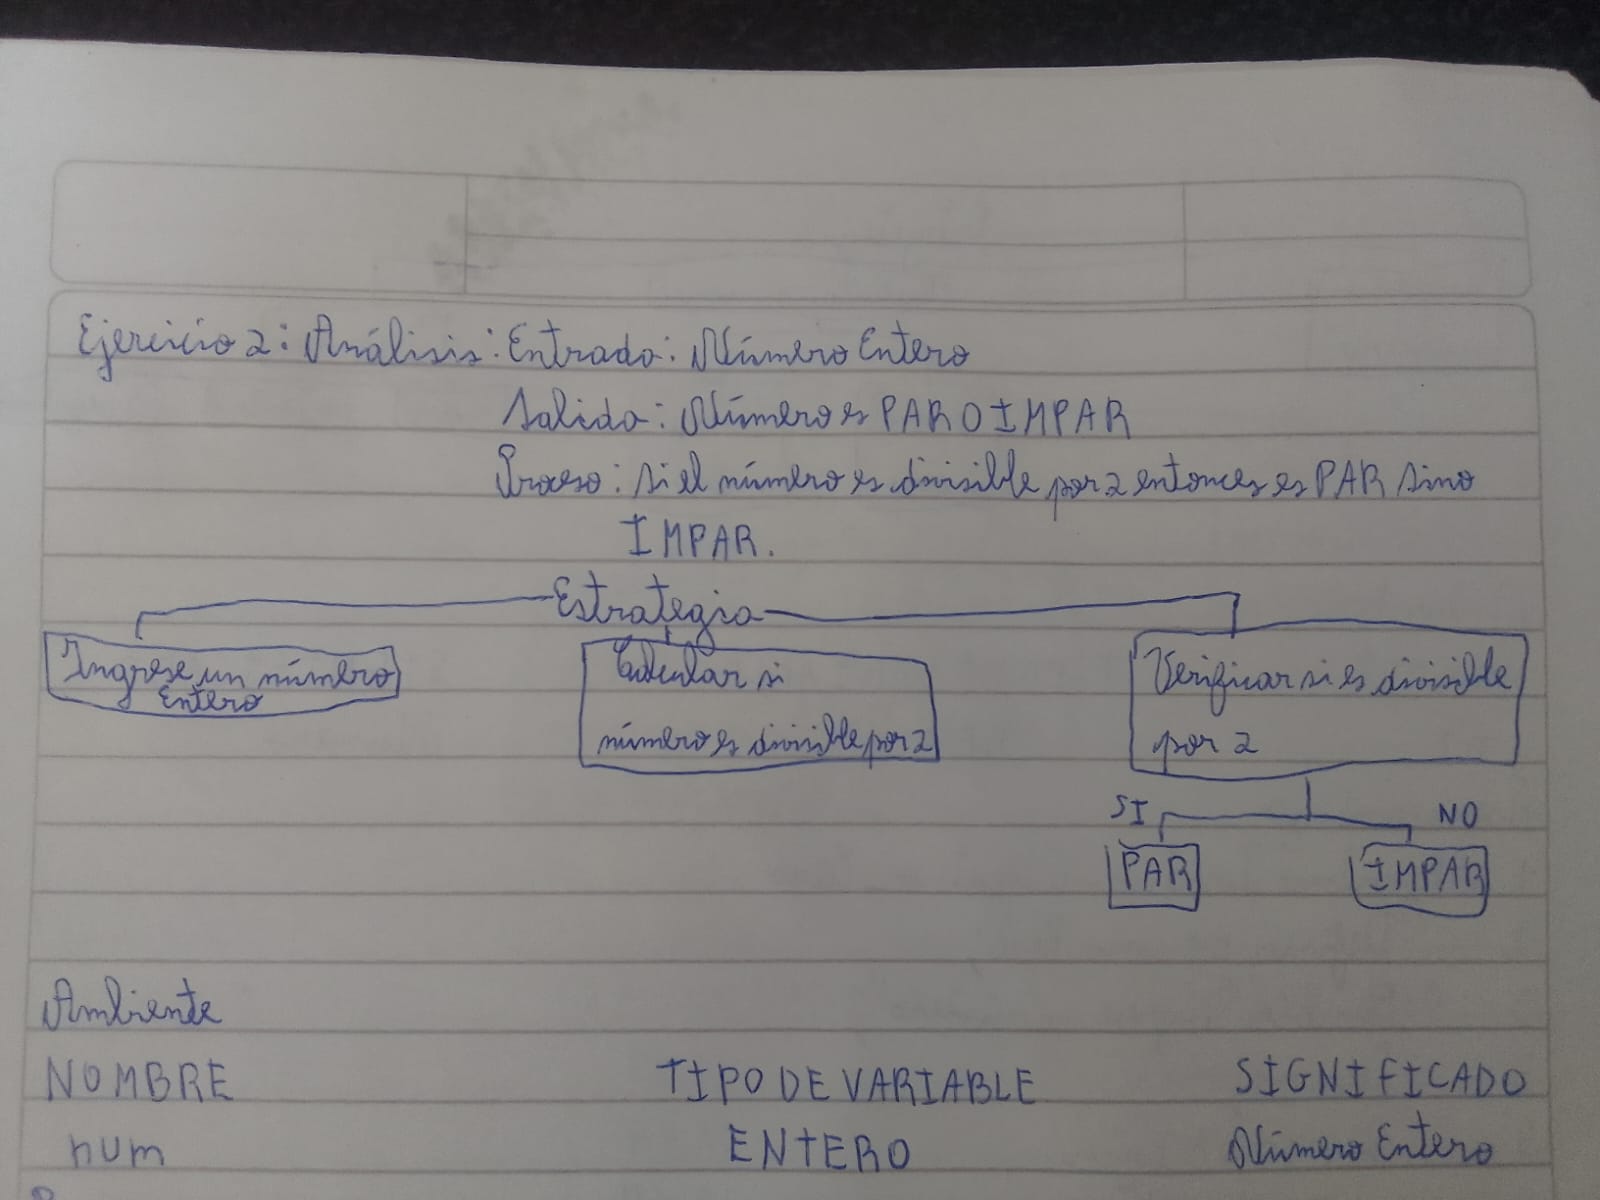 Ejercicio 2: Análisis: Entrada: Número Entero
Salida: Número es PAR O IMPAR
Proceso: si el número es divisible por 2 entonces es PAR sino
IMPAR.
Estrategia
Ingrese un número
Entero
Calcular si
número es divisible por 2
Verificar si es divisible
por 2
SI NO
PAR IMPAR
Ambiente
NOMBRE TIPO DE VARIABLE SIGNIFICADO
num ENTERO Número Entero